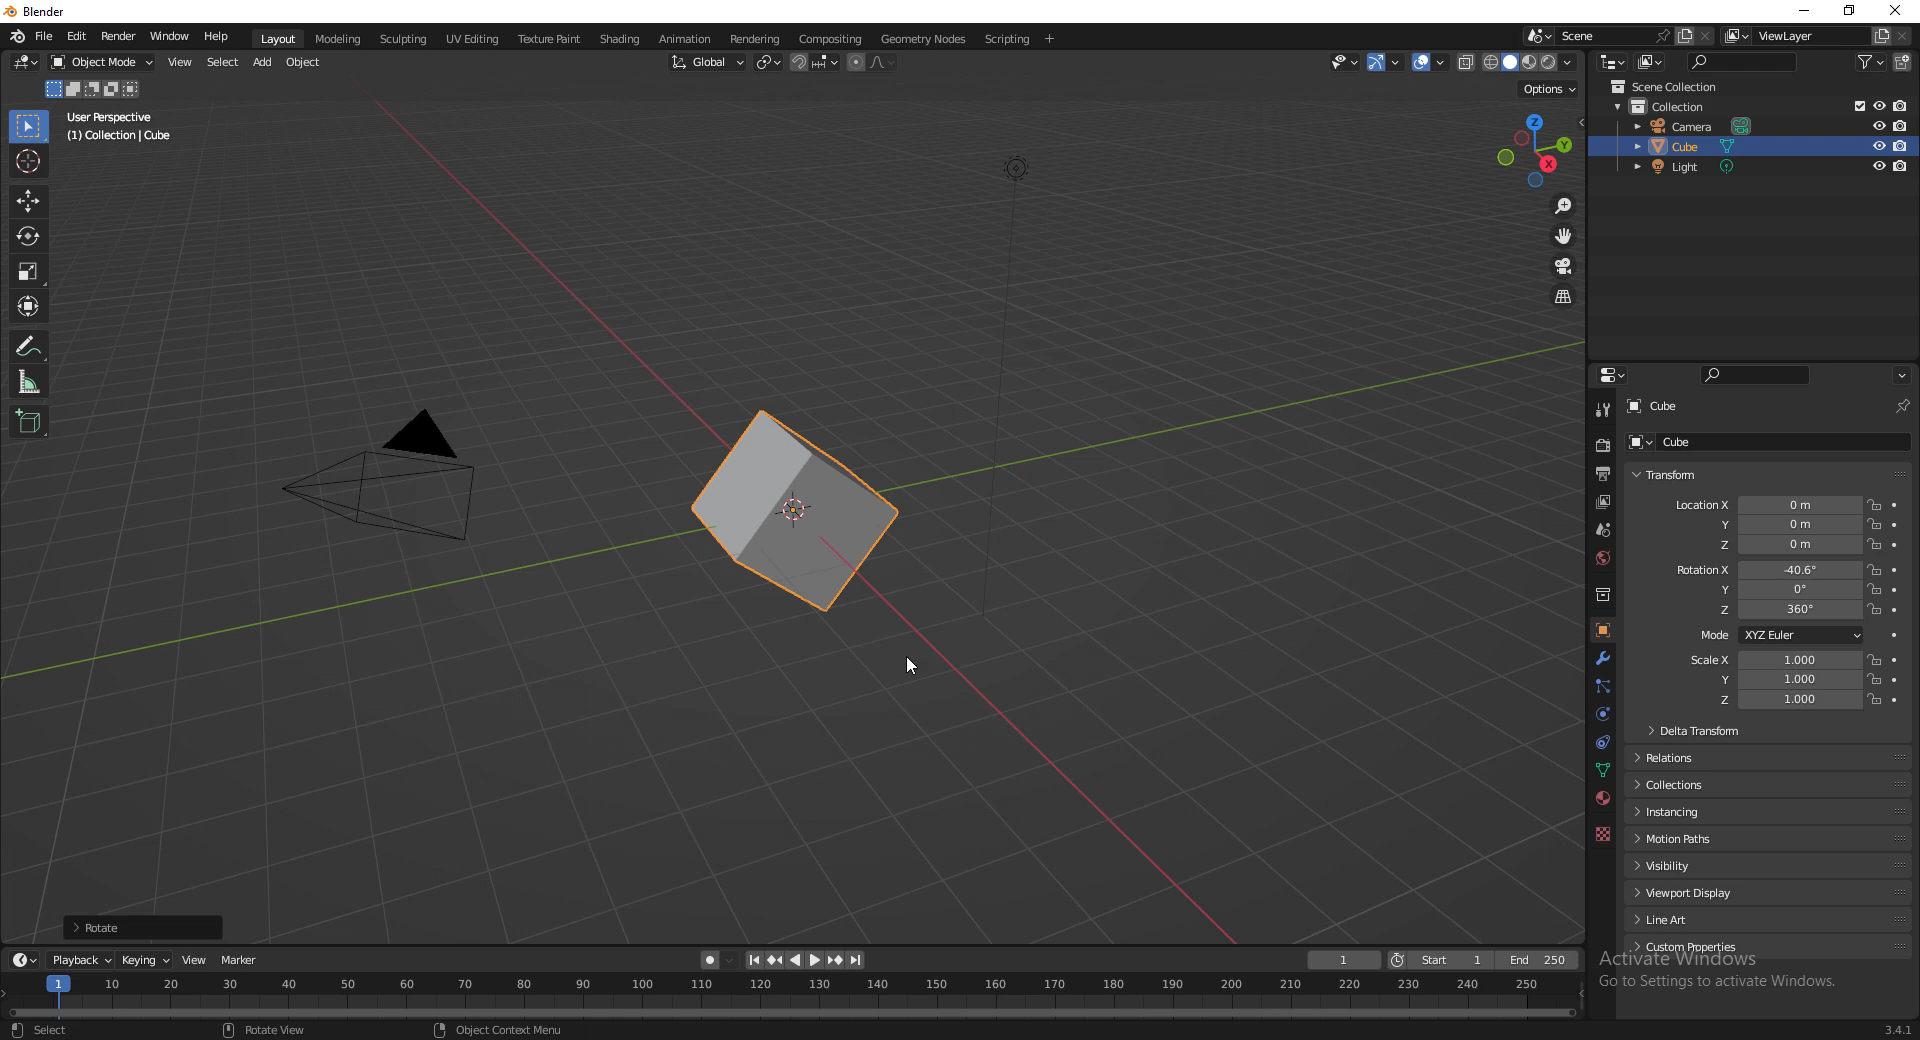 Blender
File Edit Render Window Help Layout Modeling Sculpting UV Editing Texture Paint Shading Animation Rendering Compositing Geometry Nodes Scripting + Scene ViewLayer
Object Mode View Select Add Object Global
Options
User Perspective
(1) Collection | Cube
Z
Y
X
Scene Collection
Collection
Camera
Cube
Light
Cube
Cube
Transform
Location X 0 m
Y 0 m
Z 0 m
Rotation X -40.6°
Y 0°
Z 360°
Mode XYZ Euler
Scale X 1.000
Y 1.000
Z 1.000
Delta Transform
Relations
Collections
Instancing
Motion Paths
Visibility
Viewport Display
Line Art
Custom Properties
Activate Windows
Go to Settings to activate Windows.
Rotate
Playback Keying View Marker 1 Start 1 End 250
1 10 20 30 40 50 60 70 80 90 100 110 120 130 140 150 160 170 180 190 200 210 220 230 240 250
Select Rotate View Object Context Menu 3.4.1